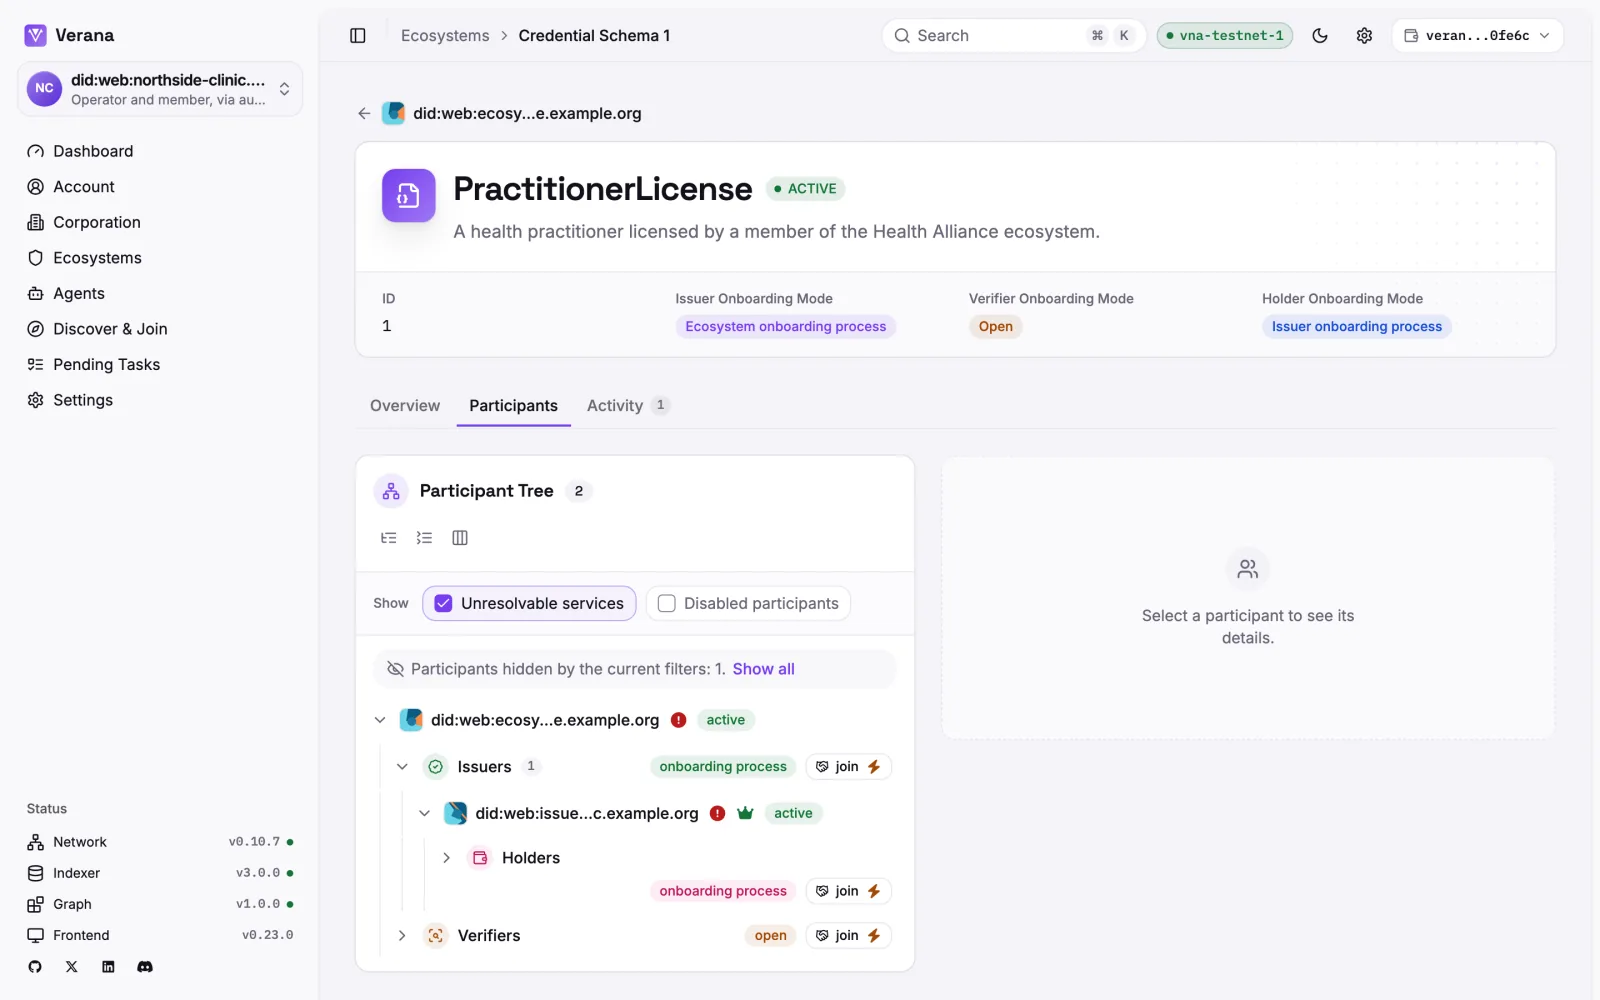 Verana
NC
did:web:northside-clinic....
Operator and member, via au...
Dashboard
Account
Corporation
Ecosystems
Agents
Discover & Join
Pending Tasks
Settings
Status
Network v0.10.7
Indexer v3.0.0
Graph v1.0.0
Frontend v0.23.0
Ecosystems > Credential Schema 1
Search ⌘ K
vna-testnet-1
veran...0fe6c
did:web:ecosy...e.example.org
PractitionerLicense ACTIVE
A health practitioner licensed by a member of the Health Alliance ecosystem.
ID Issuer Onboarding Mode Verifier Onboarding Mode Holder Onboarding Mode
1 Ecosystem onboarding process Open Issuer onboarding process
Overview Participants Activity 1
Participant Tree 2
Show Unresolvable services Disabled participants
Participants hidden by the current filters: 1. Show all
did:web:ecosy...e.example.org active
Issuers 1 onboarding process join
did:web:issue...c.example.org active
Holders
onboarding process join
Verifiers open join
Select a participant to see its
details.